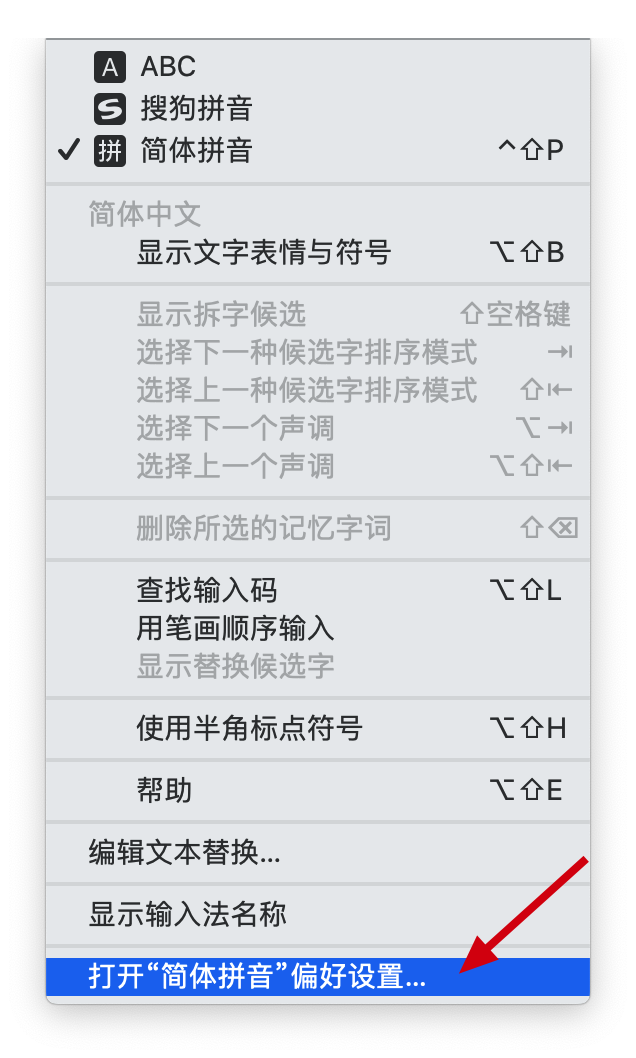 A ABC
S 搜狗拼音
✓ 拼 简体拼音 ^⇧P
简体中文
显示文字表情与符号 ⌥⇧B
显示拆字候选 ⇧空格键
选择下一种候选字排序模式 ⇥
选择上一种候选字排序模式 ⇧⇤
选择下一个声调 ⌥⇥
选择上一个声调 ⌥⇧⇤
删除所选的记忆字词 ⇧⌫
查找输入码 ⌥⇧L
用笔画顺序输入
显示替换候选字
使用半角标点符号 ⌥⇧H
帮助 ⌥⇧E
编辑文本替换...
显示输入法名称
打开“简体拼音”偏好设置...